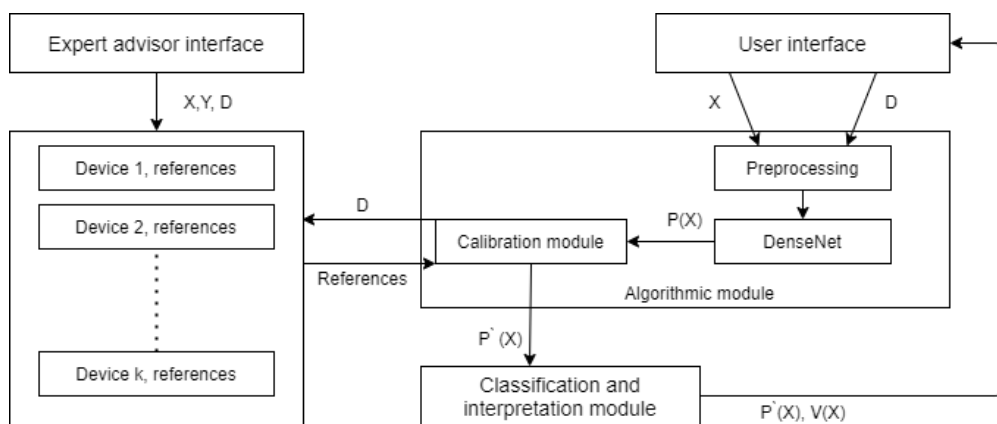 Expert advisor interface
User interface
X,Y, D
X
D
Device 1, references
Preprocessing
Device 2, references
D
P(X)
Calibration module
DenseNet
References
Algorithmic module
P`(X)
Device k, references
Classification and
interpretation module
P`(X), V(X)